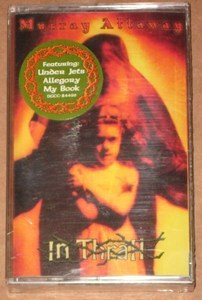 Murray Attaway
Featuring:
Under Jets
Allegory
My Book
In Thrall